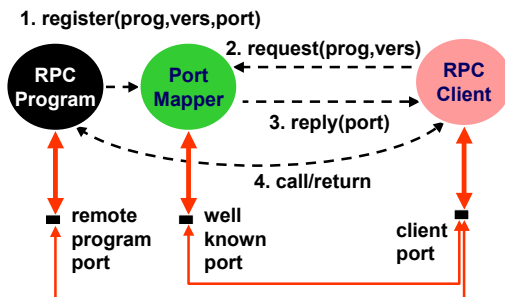 1. register(prog,vers,port)
2. request(prog,vers)
RPC
Program
Port
Mapper
RPC
Client
3. reply(port)
4. call/return
remote
program
port
well
known
port
client
port